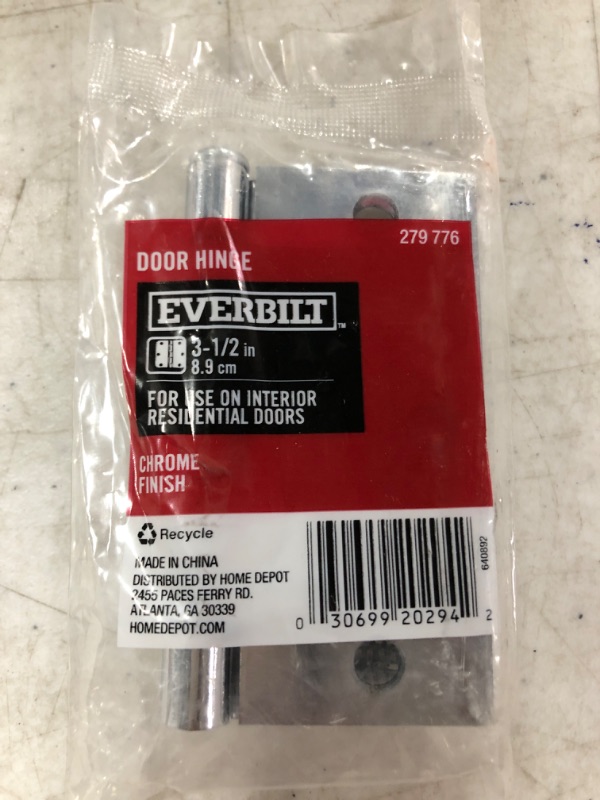 279 776
DOOR HINGE
EVERBILT™
3-1/2 in
8.9 cm
FOR USE ON INTERIOR
RESIDENTIAL DOORS
CHROME
FINISH
Recycle
MADE IN CHINA
DISTRIBUTED BY HOME DEPOT
2455 PACES FERRY RD.
ATLANTA, GA 30339
HOMEDEPOT.COM
0 30699 20294 2
640892